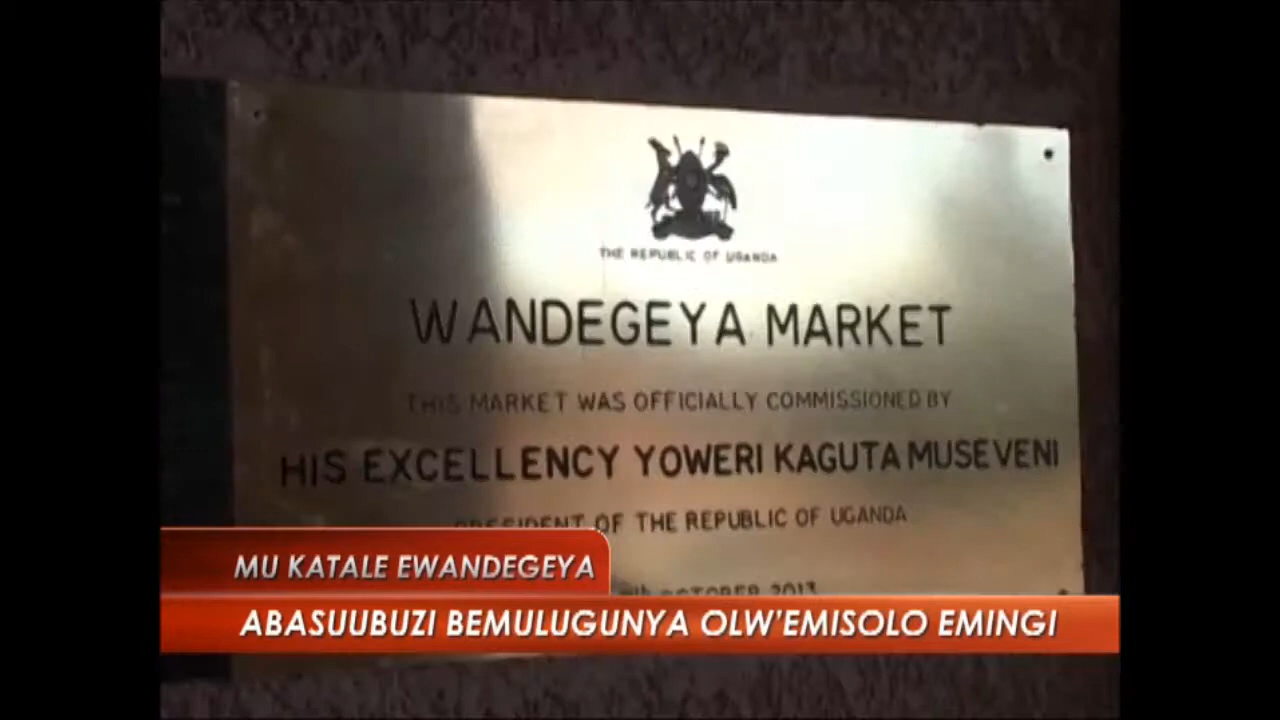 THE REPUBLIC OF UGANDA
WANDEGEYA MARKET
THIS MARKET WAS OFFICIALLY COMMISSIONED BY
HIS EXCELLENCY YOWERI KAGUTA MUSEVENI
PRESIDENT OF THE REPUBLIC OF UGANDA
OCTOBER 2013
MU KATALE EWANDEGEYA
ABASUUBUZI BEMULUGUNYA OLW'EMISOLO EMINGI